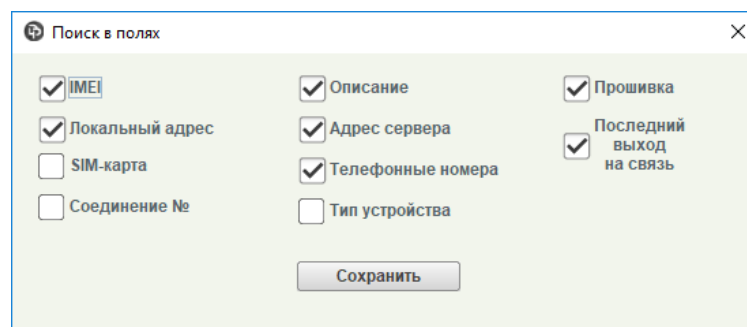 Поиск в полях
IMEI
Описание
Прошивка
Локальный адрес
Адрес сервера
Последний
выход
на связь
SIM-карта
Телефонные номера
Соединение №
Тип устройства
Сохранить